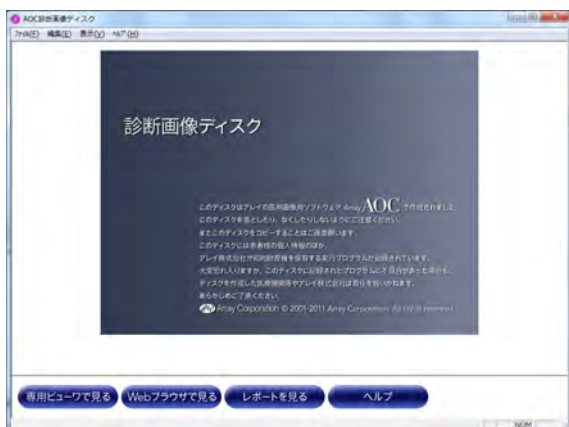 AOC診断画像ディスク
ファイル(F) 編集(E) 表示(V) ヘルプ(H)
診断画像ディスク
このディスクはアレイの医用画像用ソフトウェア Array AOC で作成されました
このディスクを落としたり、なくしたりしないようにご注意ください。
またこのディスクをコピーすることはご遠慮願います
このディスクには患者様の個人情報のほか、
アレイ株式会社が知的財産権を保有する実行プログラムが記録されています。
大変恐れ入りますが、このディスクに記録されたプログラムに不具合があった場合も、
ディスクを作成した医療機関等やアレイ株式会社は責任を負いかねます。
あらかじめご了承ください。
Array Corporation © 2001-2011 Array Corporation. All rights reserved.
専用ビューワで見る Webブラウザで見る レポートを見る ヘルプ
NUM